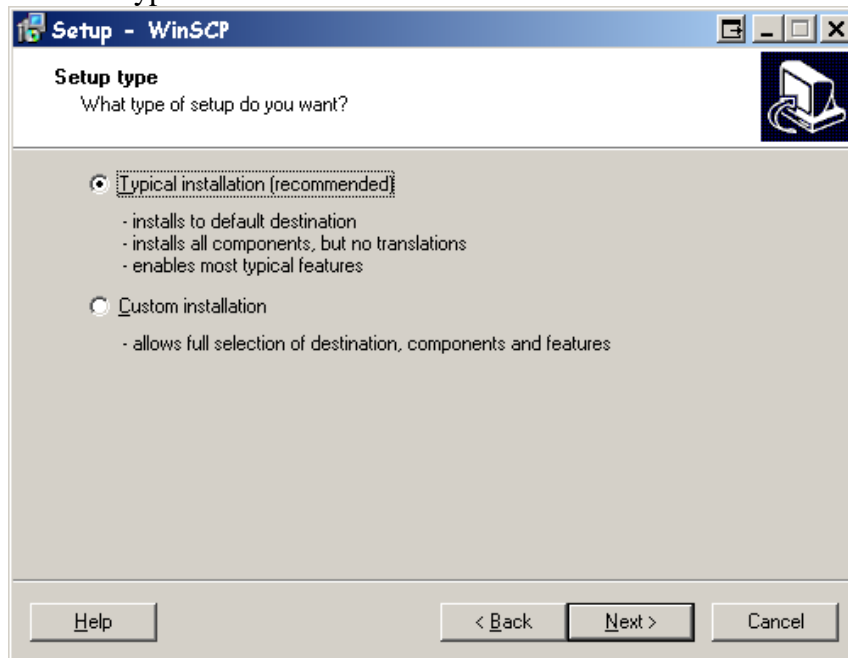 Setup - WinSCP
Setup type
What type of setup do you want?
Typical installation (recommended)
- installs to default destination
- installs all components, but no translations
- enables most typical features
Custom installation
- allows full selection of destination, components and features
Help
< Back
Next >
Cancel